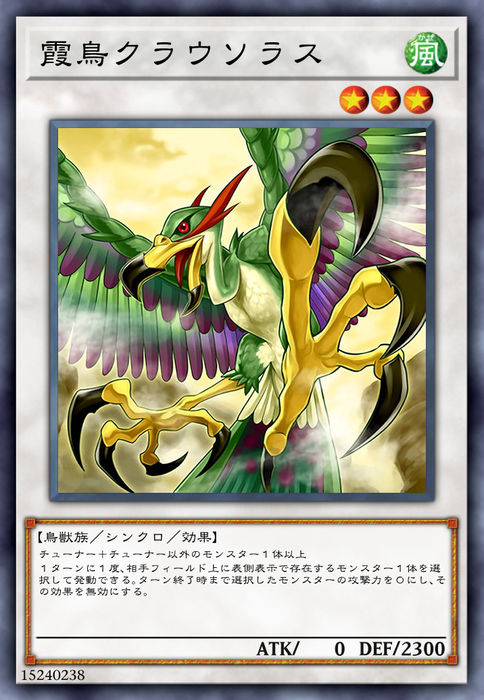 霞鳥クラウソラス
かぜ
風
【鳥獣族／シンクロ／効果】
チューナー＋チューナー以外のモンスター１体以上
１ターンに１度、相手フィールド上に表側表示で存在するモンスター１体を選
択して発動できる。ターン終了時まで選択したモンスターの攻撃力を０にし、そ
の効果を無効にする。
ATK/ 0 DEF/2300
15240238